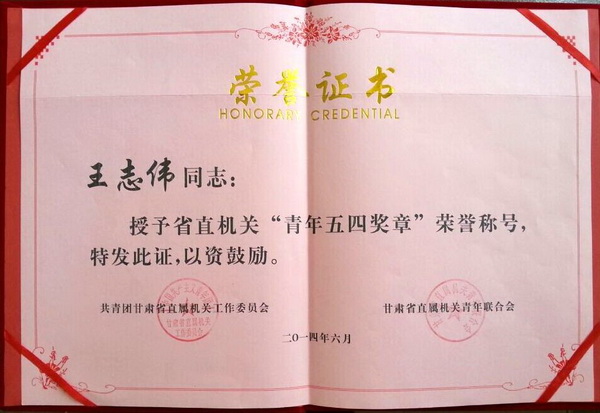 荣誉证书
HONORARY CREDENTIAL
王志伟同志：
授予省直机关“青年五四奖章”荣誉称号，
特发此证，以资鼓励。
共青团甘肃省直属机关工作委员会
甘肃省直属机关青年联合会
二〇一四年六月